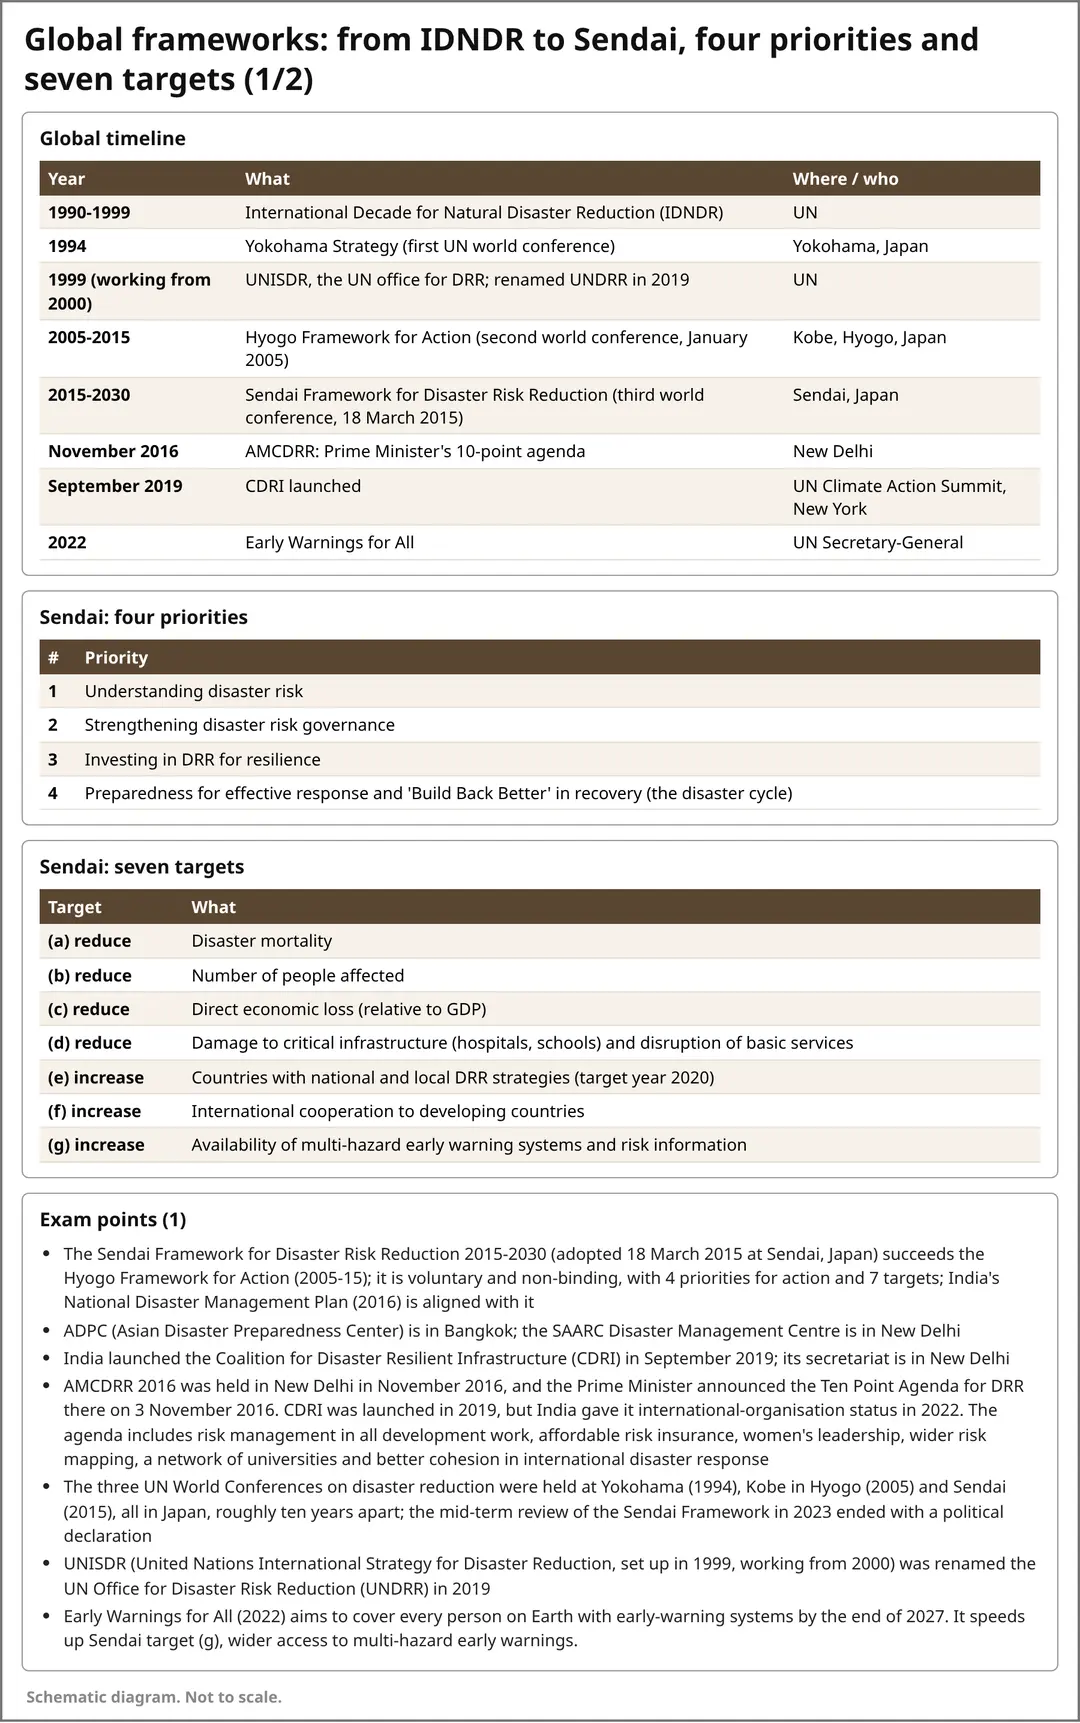 Global frameworks: from IDNDR to Sendai, four priorities and
seven targets (1/2)
Global timeline
Year What Where / who
1990-1999 International Decade for Natural Disaster Reduction (IDNDR) UN
1994 Yokohama Strategy (first UN world conference) Yokohama, Japan
1999 (working from UNISDR, the UN office for DRR; renamed UNDRR in 2019 UN
2000)
2005-2015 Hyogo Framework for Action (second world conference, January Kobe, Hyogo, Japan
2005)
2015-2030 Sendai Framework for Disaster Risk Reduction (third world Sendai, Japan
conference, 18 March 2015)
November 2016 AMCDRR: Prime Minister's 10-point agenda New Delhi
September 2019 CDRI launched UN Climate Action Summit,
New York
2022 Early Warnings for All UN Secretary-General
Sendai: four priorities
# Priority
1 Understanding disaster risk
2 Strengthening disaster risk governance
3 Investing in DRR for resilience
4 Preparedness for effective response and 'Build Back Better' in recovery (the disaster cycle)
Sendai: seven targets
Target What
(a) reduce Disaster mortality
(b) reduce Number of people affected
(c) reduce Direct economic loss (relative to GDP)
(d) reduce Damage to critical infrastructure (hospitals, schools) and disruption of basic services
(e) increase Countries with national and local DRR strategies (target year 2020)
(f) increase International cooperation to developing countries
(g) increase Availability of multi-hazard early warning systems and risk information
Exam points (1)
• The Sendai Framework for Disaster Risk Reduction 2015-2030 (adopted 18 March 2015 at Sendai, Japan) succeeds the
Hyogo Framework for Action (2005-15); it is voluntary and non-binding, with 4 priorities for action and 7 targets; India's
National Disaster Management Plan (2016) is aligned with it
• ADPC (Asian Disaster Preparedness Center) is in Bangkok; the SAARC Disaster Management Centre is in New Delhi
• India launched the Coalition for Disaster Resilient Infrastructure (CDRI) in September 2019; its secretariat is in New Delhi
• AMCDRR 2016 was held in New Delhi in November 2016, and the Prime Minister announced the Ten Point Agenda for DRR
there on 3 November 2016. CDRI was launched in 2019, but India gave it international-organisation status in 2022. The
agenda includes risk management in all development work, affordable risk insurance, women's leadership, wider risk
mapping, a network of universities and better cohesion in international disaster response
• The three UN World Conferences on disaster reduction were held at Yokohama (1994), Kobe in Hyogo (2005) and Sendai
(2015), all in Japan, roughly ten years apart; the mid-term review of the Sendai Framework in 2023 ended with a political
declaration
• UNISDR (United Nations International Strategy for Disaster Reduction, set up in 1999, working from 2000) was renamed the
UN Office for Disaster Risk Reduction (UNDRR) in 2019
• Early Warnings for All (2022) aims to cover every person on Earth with early-warning systems by the end of 2027. It speeds
up Sendai target (g), wider access to multi-hazard early warnings.
Schematic diagram. Not to scale.